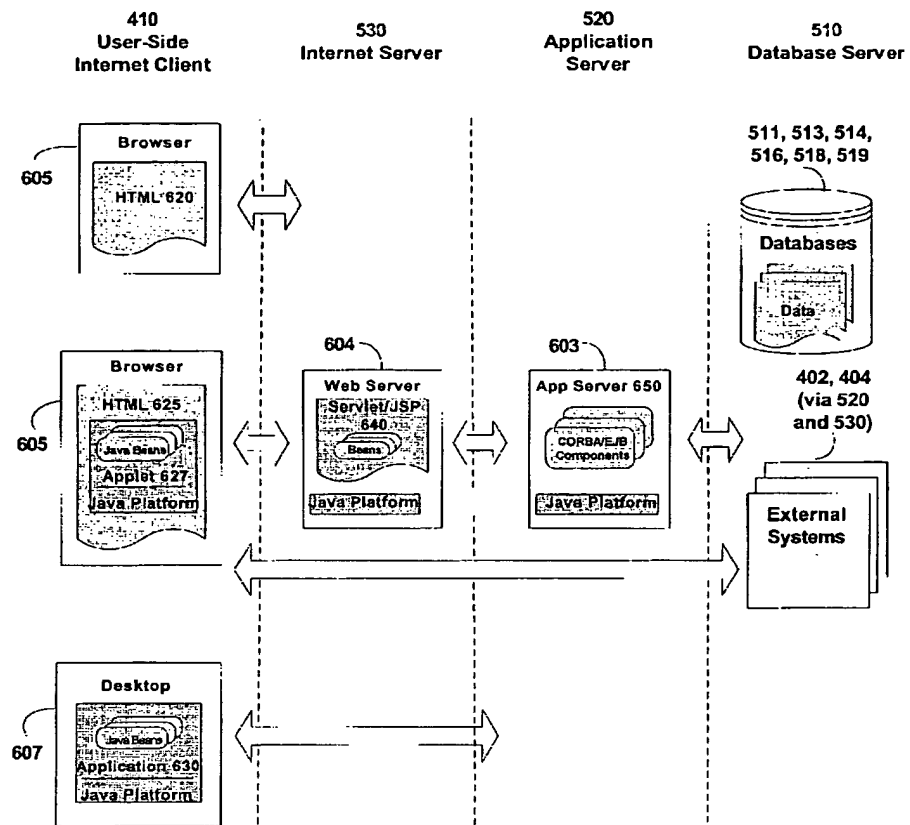 410
User-Side
Internet Client
530
Internet Server
520
Application
Server
510
Database Server
605
Browser
HTML 620
511, 513, 514,
516, 518, 519
Databases
Data
605
Browser
HTML 625
Java Beans
Applet 627
Java Platform
604
Web Server
Servlet/JSP
640
Beans
Java Platform
603
App Server 650
CORBA/EJB
Components
Java Platform
402, 404
(via 520
and 530)
External
Systems
607
Desktop
Java Beans
Application 630
Java Platform